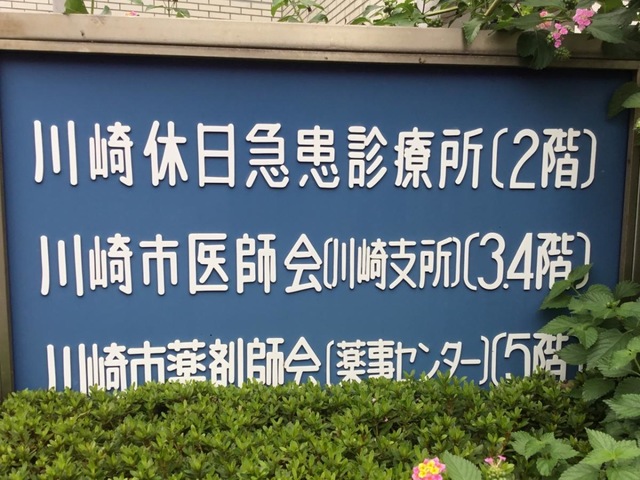 川崎休日急患診療所〔2階〕
川崎市医師会〔川崎支所〕〔3.4階〕
川崎市薬剤師会〔薬事センター〕〔5階〕